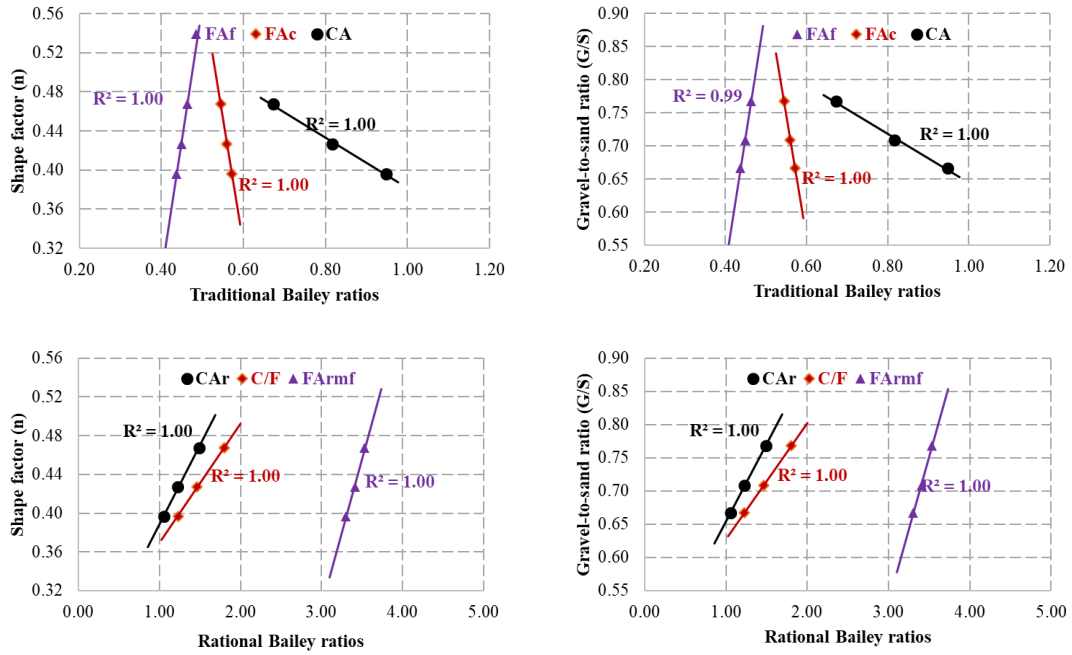 Shape factor (n)
0.56
0.52
0.48
0.44
0.40
0.36
0.32
FAf FAc CA
R² = 1.00
R² = 1.00
R² = 1.00
0.20 0.40 0.60 0.80 1.00 1.20
Traditional Bailey ratios
Gravel-to-sand ratio (G/S)
0.90
0.85
0.80
0.75
0.70
0.65
0.60
0.55
FAf FAc CA
R² = 0.99
R² = 1.00
R² = 1.00
0.20 0.40 0.60 0.80 1.00 1.20
Traditional Bailey ratios
Shape factor (n)
0.56
0.52
0.48
0.44
0.40
0.36
0.32
CAr C/F FArmf
R² = 1.00
R² = 1.00
R² = 1.00
0.00 1.00 2.00 3.00 4.00 5.00
Rational Bailey ratios
Gravel-to-sand ratio (G/S)
0.90
0.85
0.80
0.75
0.70
0.65
0.60
0.55
CAr C/F FArmf
R² = 1.00
R² = 1.00
R² = 1.00
0.00 1.00 2.00 3.00 4.00 5.00
Rational Bailey ratios